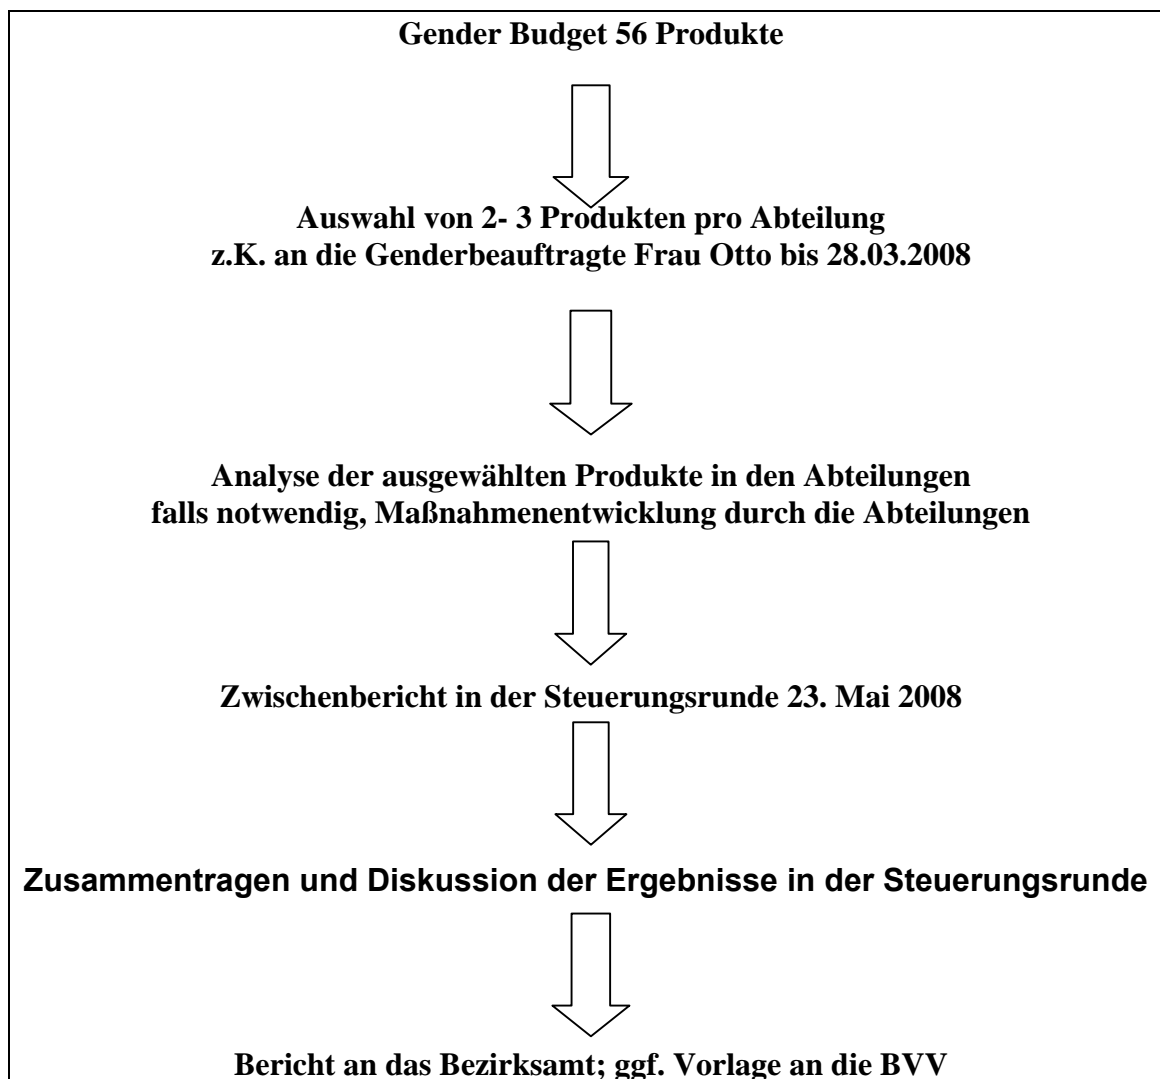 Gender Budget 56 Produkte
Auswahl von 2- 3 Produkten pro Abteilung
z.K. an die Genderbeauftragte Frau Otto bis 28.03.2008
Analyse der ausgewählten Produkte in den Abteilungen
falls notwendig, Maßnahmenentwicklung durch die Abteilungen
Zwischenbericht in der Steuerungsrunde 23. Mai 2008
Zusammentragen und Diskussion der Ergebnisse in der Steuerungsrunde
Bericht an das Bezirksamt; ggf. Vorlage an die BVV